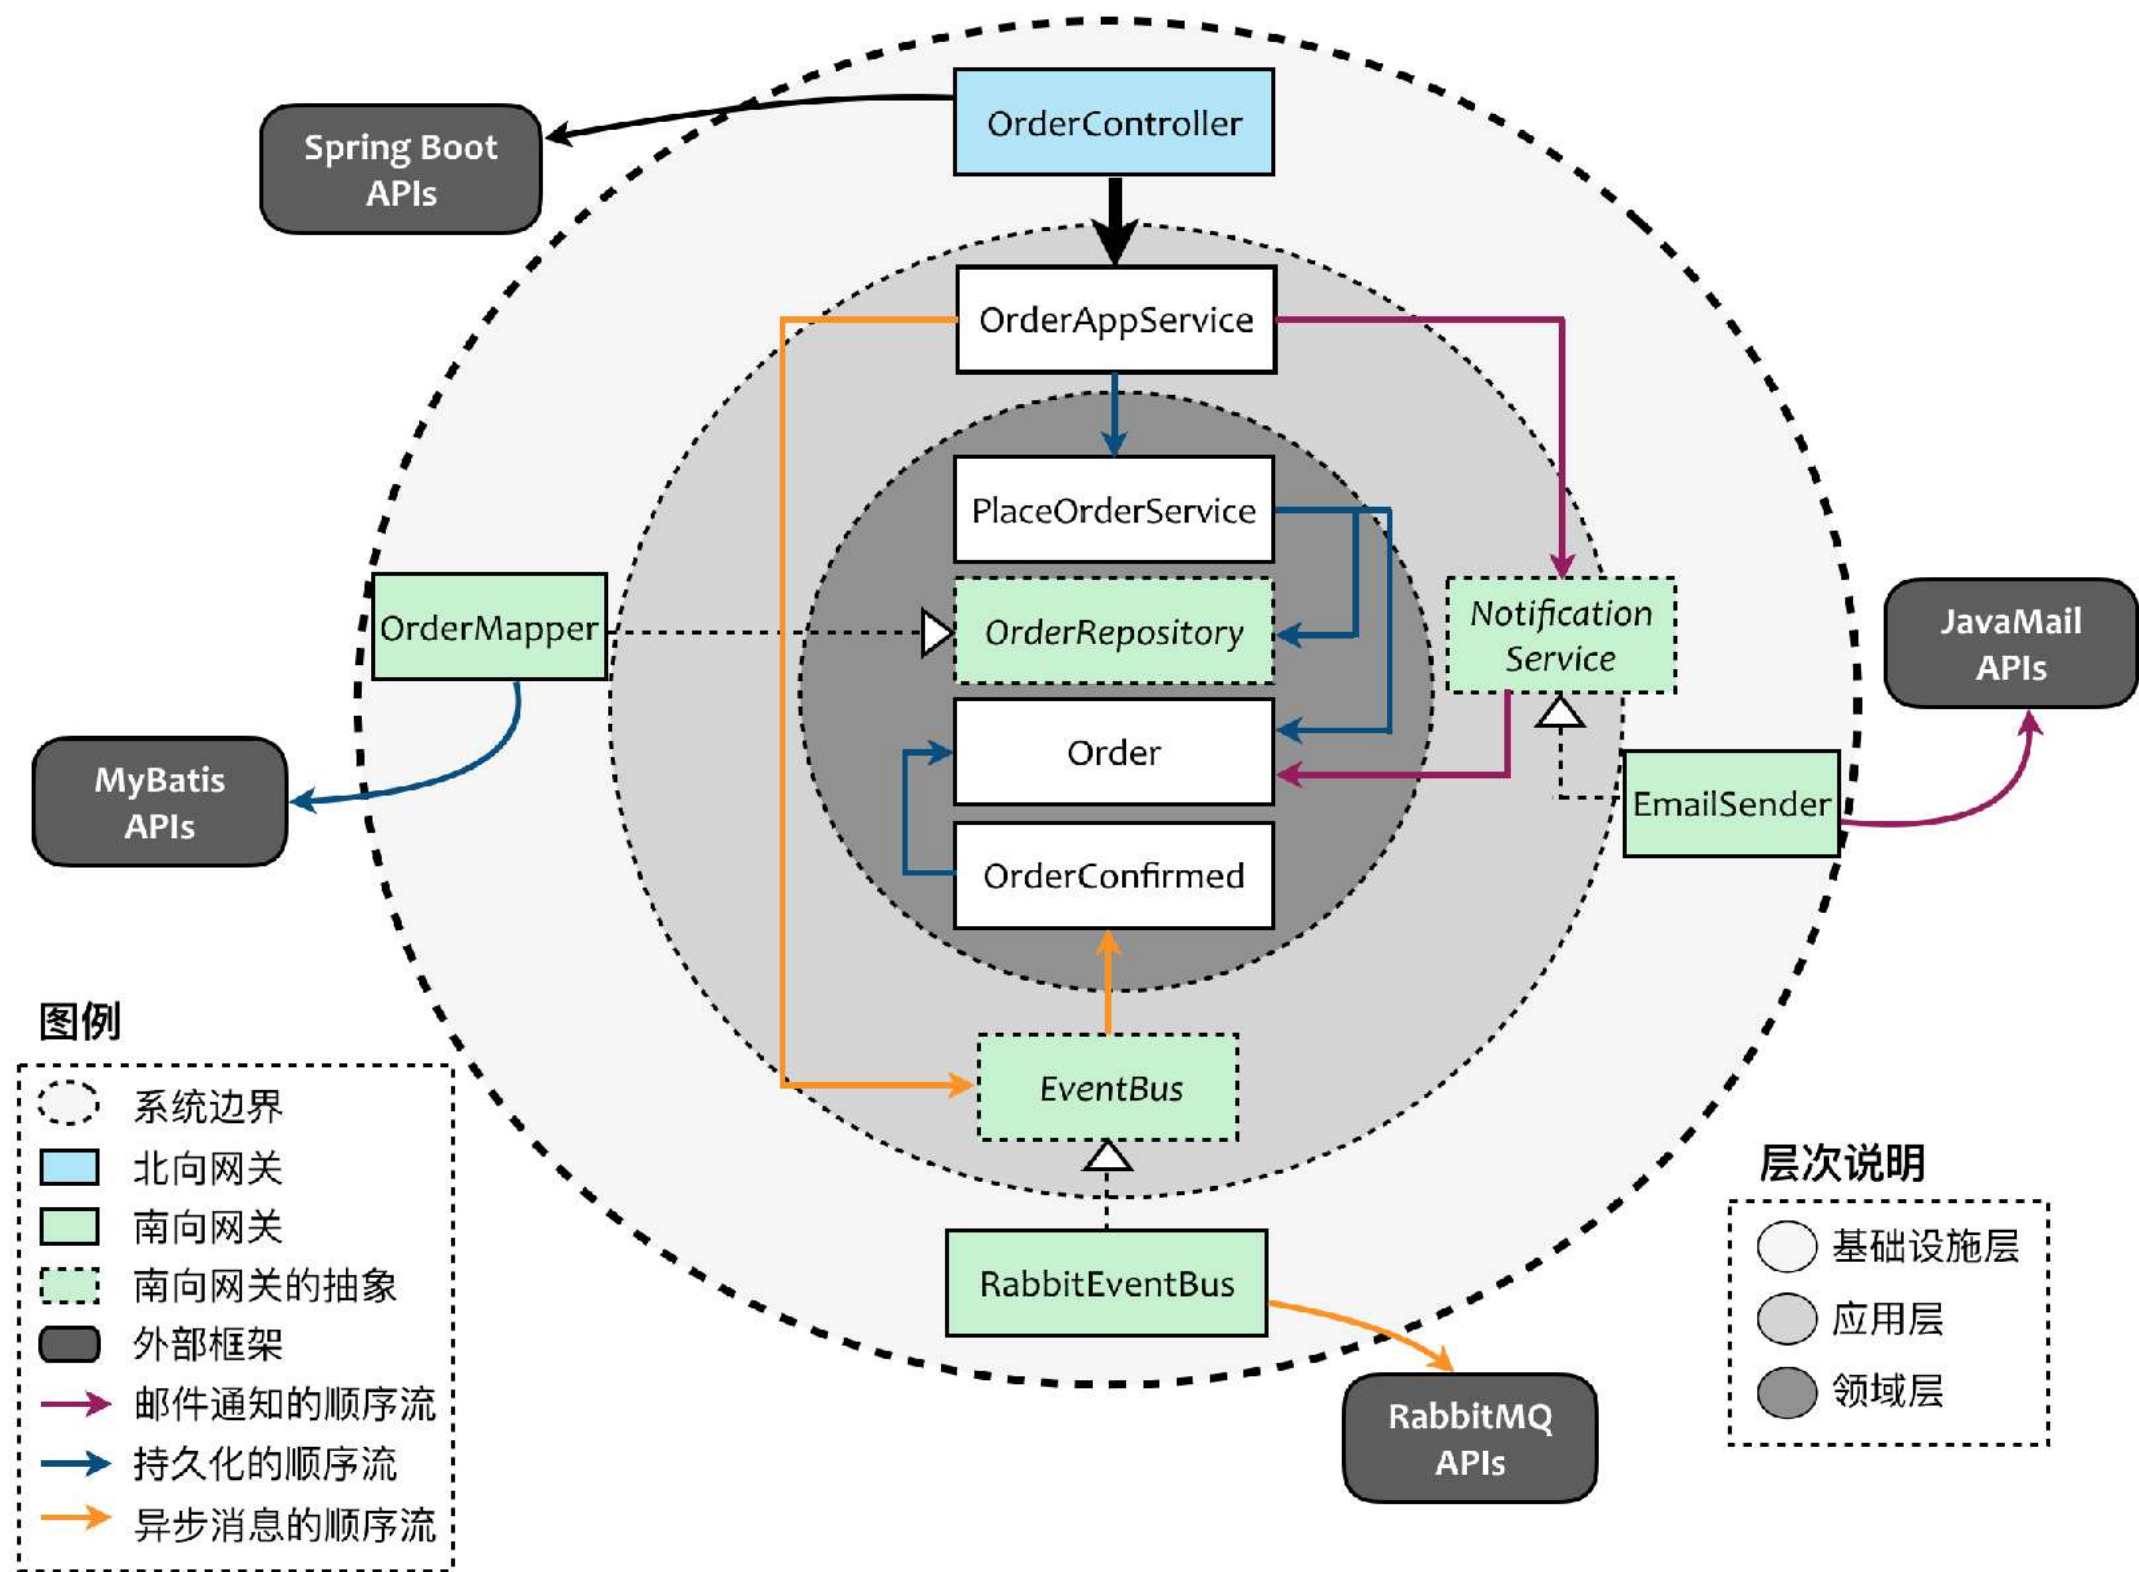 OrderController
Spring Boot
APIs
OrderAppService
PlaceOrderService
OrderMapper
OrderRepository
Notification
Service
JavaMail
APIs
Order
MyBatis
APIs
EmailSender
OrderConfirmed
EventBus
RabbitEventBus
RabbitMQ
APIs
图例
系统边界
北向网关
南向网关
南向网关的抽象
外部框架
邮件通知的顺序流
持久化的顺序流
异步消息的顺序流
层次说明
基础设施层
应用层
领域层